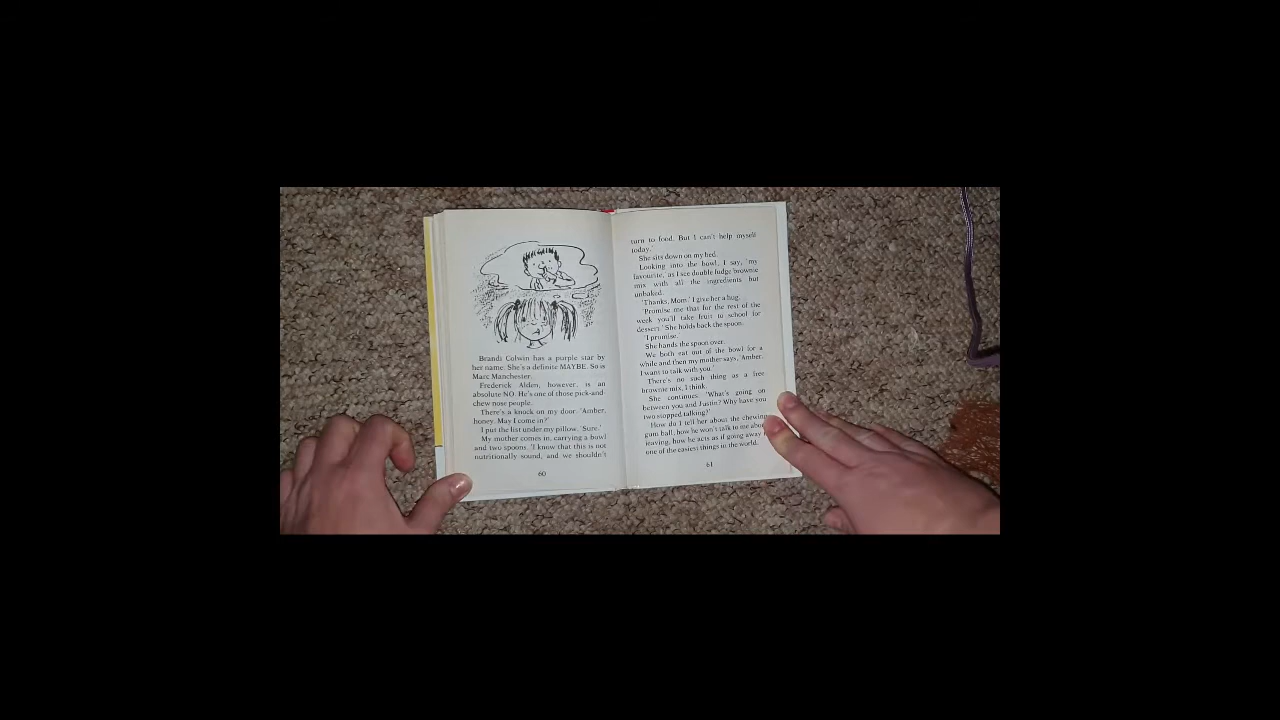 Brandi Colwin has a purple star by
her name. She's a definite MAYBE. So is
Marc Manchester.
Frederick Alden, however, is an
absolute NO. He's one of those pick-and-
chew nose people.
There's a knock on my door. 'Amber,
honey. May I come in?'
I put the list under my pillow. 'Sure.'
My mother comes in, carrying a bowl
and two spoons. 'I know that this is not
nutritionally sound, and we shouldn't
60
turn to food. But I can't help myself
today.'
She sits down on my bed.
Looking into the bowl, I say, 'my
favourite,' as I see double fudge brownie
mix with all the ingredients but
unbaked.
'Thanks, Mom.' I give her a hug.
'Promise me that for the rest of the
week you'll take fruit to school for
dessert.' She holds back the spoon.
'I promise.'
She hands the spoon over.
We both eat out of the bowl for a
while and then my mother says, 'Amber.
I want to talk with you.'
There's no such thing as a free
brownie mix, I think.
She continues. 'What's going on
between you and Justin? Why have you
two stopped talking?'
How do I tell her about the chewing
gum ball, how he won't talk to me about
leaving, how he acts as if going away is
one of the easiest things in the world.
61